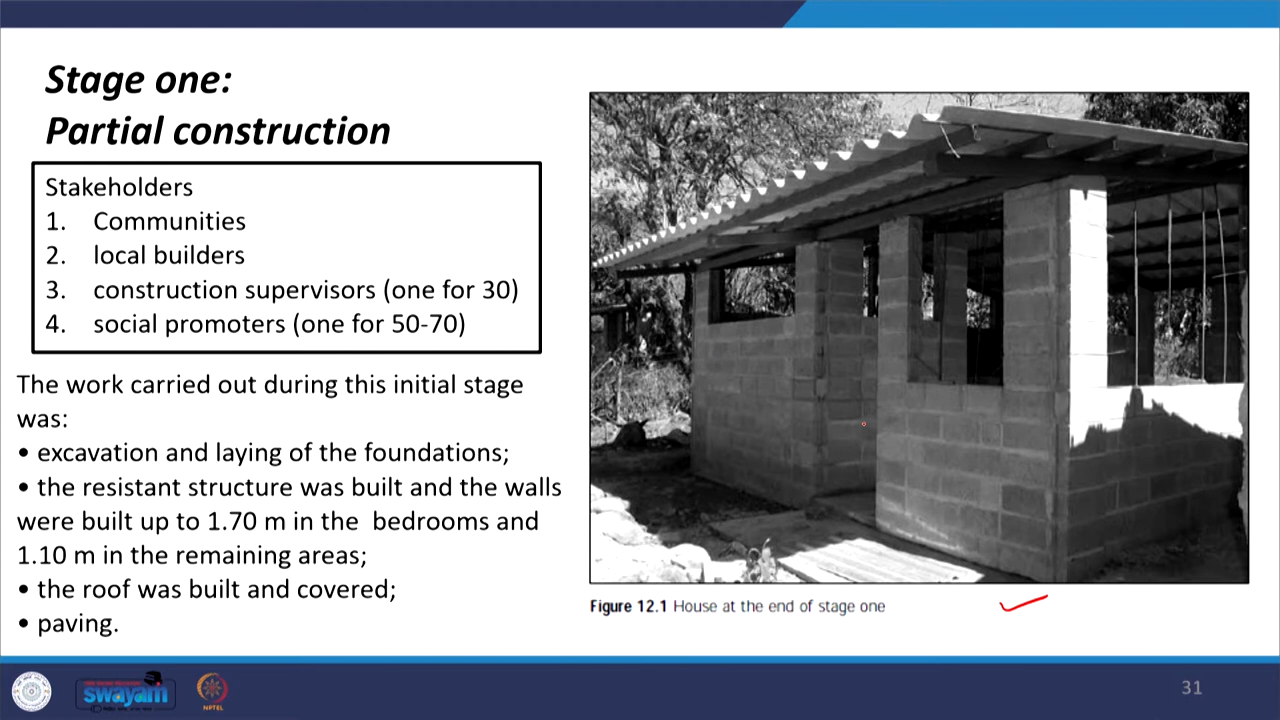 Stage one:
Partial construction
Stakeholders
1. Communities
2. local builders
3. construction supervisors (one for 30)
4. social promoters (one for 50-70)
The work carried out during this initial stage
was:
• excavation and laying of the foundations;
• the resistant structure was built and the walls
were built up to 1.70 m in the bedrooms and
1.10 m in the remaining areas;
• the roof was built and covered;
• paving.
Figure 12.1 House at the end of stage one
swayam
NPTEL
31